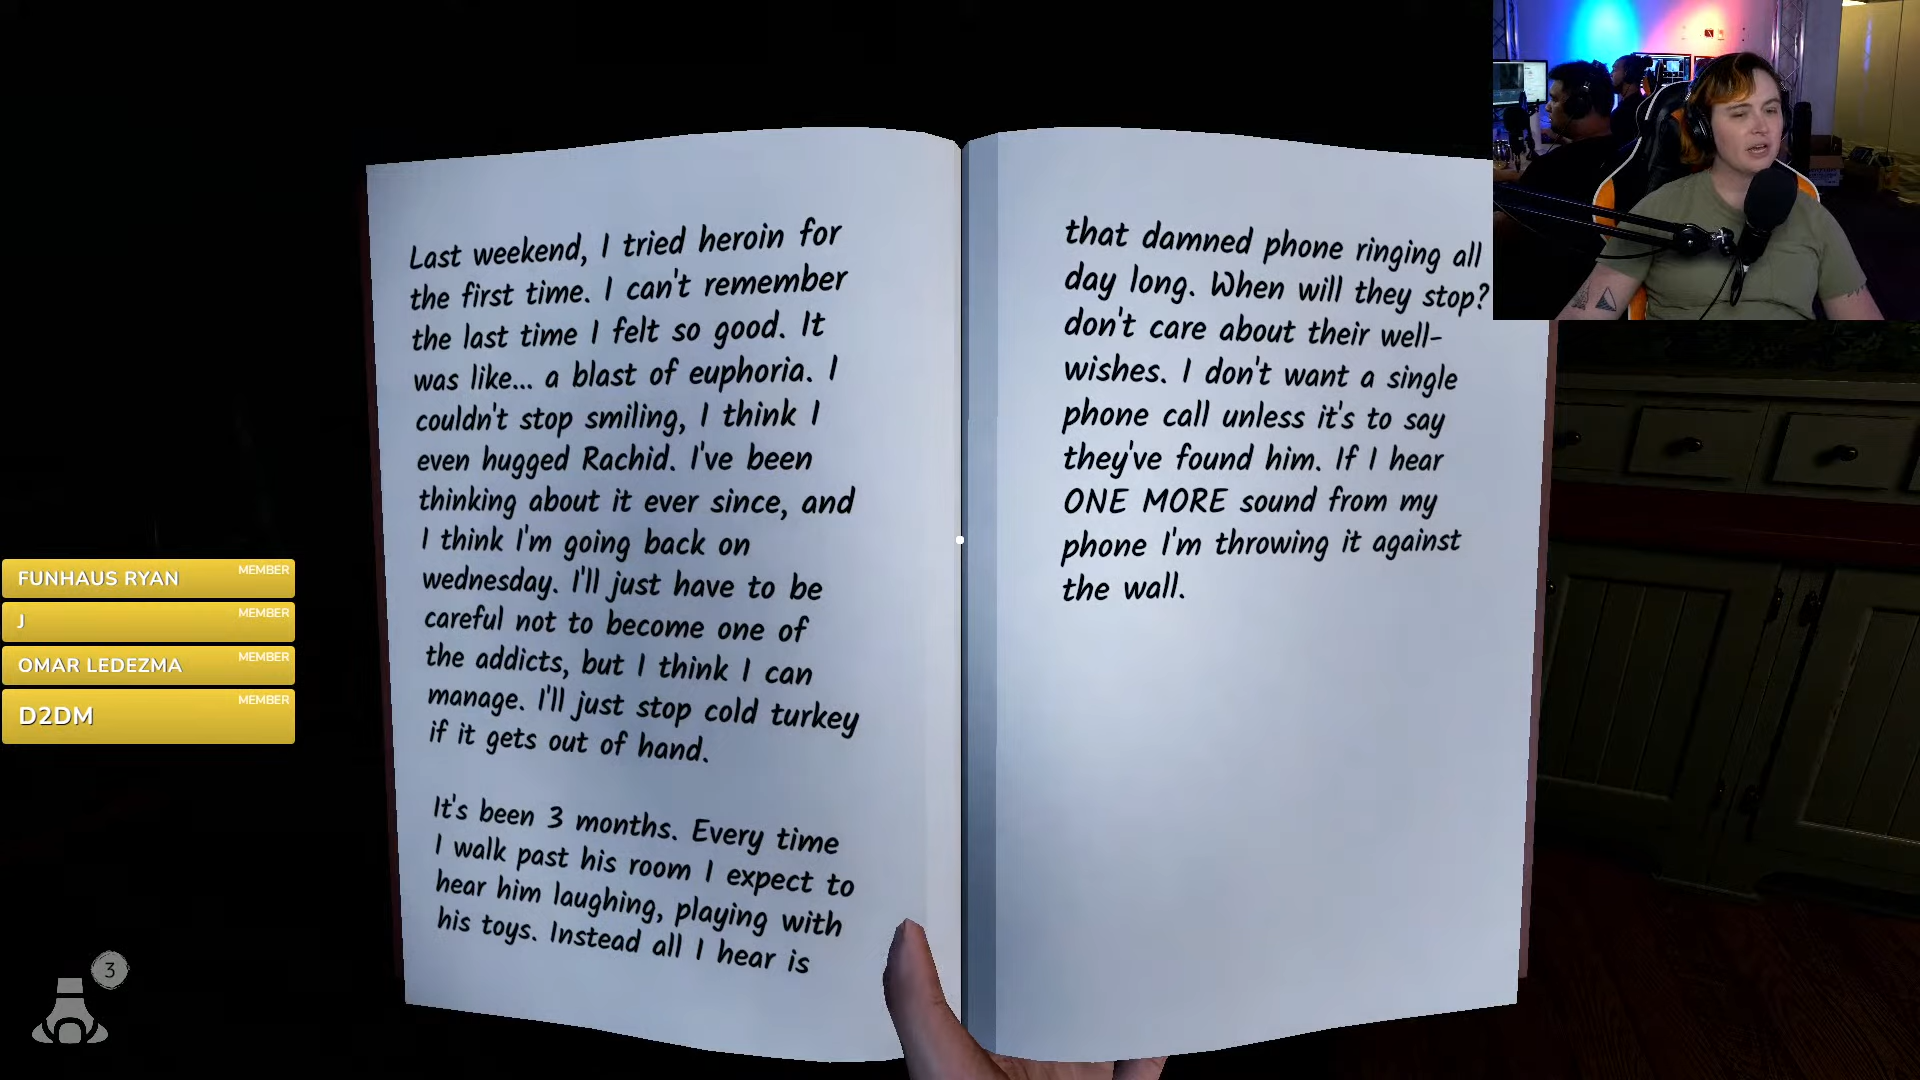 Last weekend, I tried heroin for
the first time. I can't remember
the last time I felt so good. It
was like... a blast of euphoria. I
couldn't stop smiling, I think I
even hugged Rachid. I've been
thinking about it ever since, and
I think I'm going back on
wednesday. I'll just have to be
careful not to become one of
the addicts, but I think I can
manage. I'll just stop cold turkey
if it gets out of hand.
It's been 3 months. Every time
I walk past his room I expect to
hear him laughing, playing with
his toys. Instead all I hear is
that damned phone ringing all
day long. When will they stop?
don't care about their well-
wishes. I don't want a single
phone call unless it's to say
they've found him. If I hear
ONE MORE sound from my
phone I'm throwing it against
the wall.
FUNHAUS RYAN MEMBER
J MEMBER
OMAR LEDEZMA MEMBER
D2DM MEMBER
3